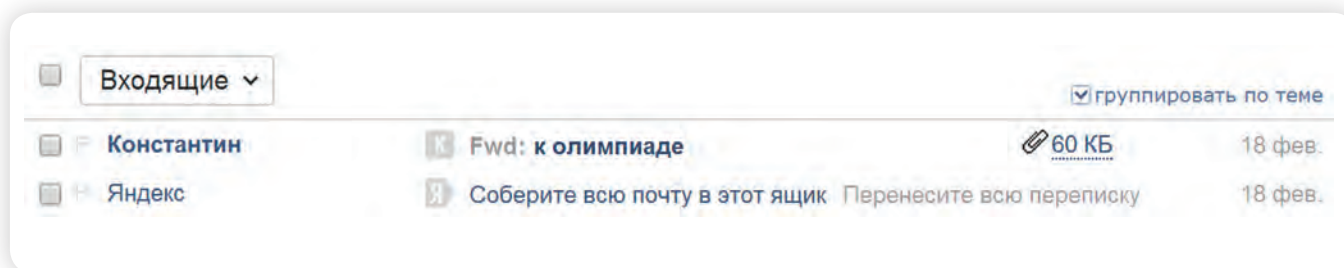 Входящие
группировать по теме
Константин К Fwd: к олимпиаде 60 КБ 18 фев.
Яндекс Я Соберите всю почту в этот ящик Перенесите всю переписку 18 фев.